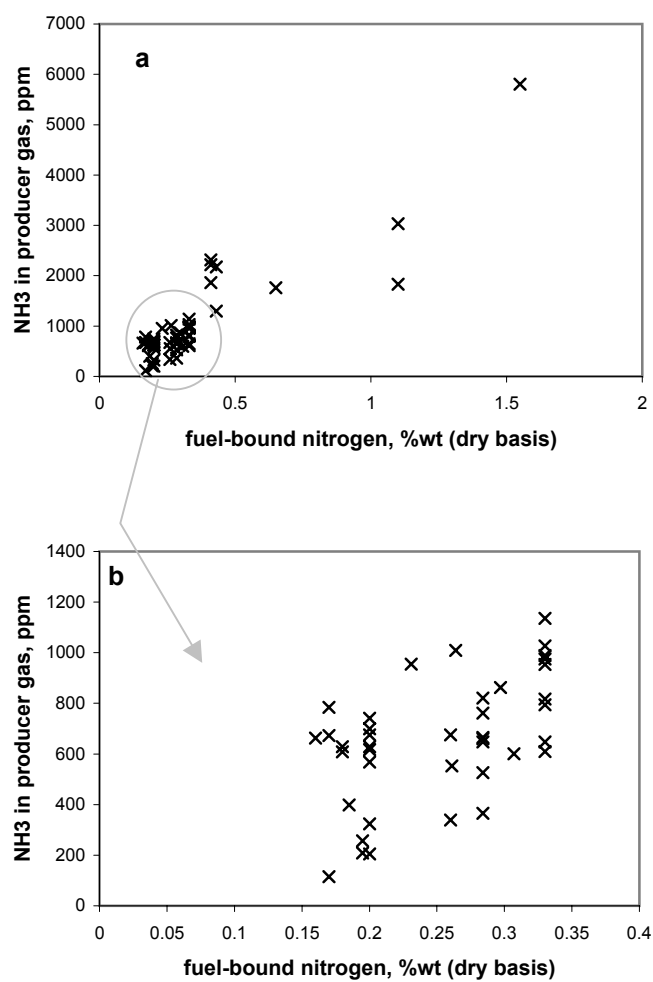 7000
6000
5000
4000
3000
2000
1000
0
NH3 in producer gas, ppm
a
0 0.5 1 1.5 2
fuel-bound nitrogen, %wt (dry basis)
1400
1200
1000
800
600
400
200
0
NH3 in producer gas, ppm
b
0 0.05 0.1 0.15 0.2 0.25 0.3 0.35 0.4
fuel-bound nitrogen, %wt (dry basis)